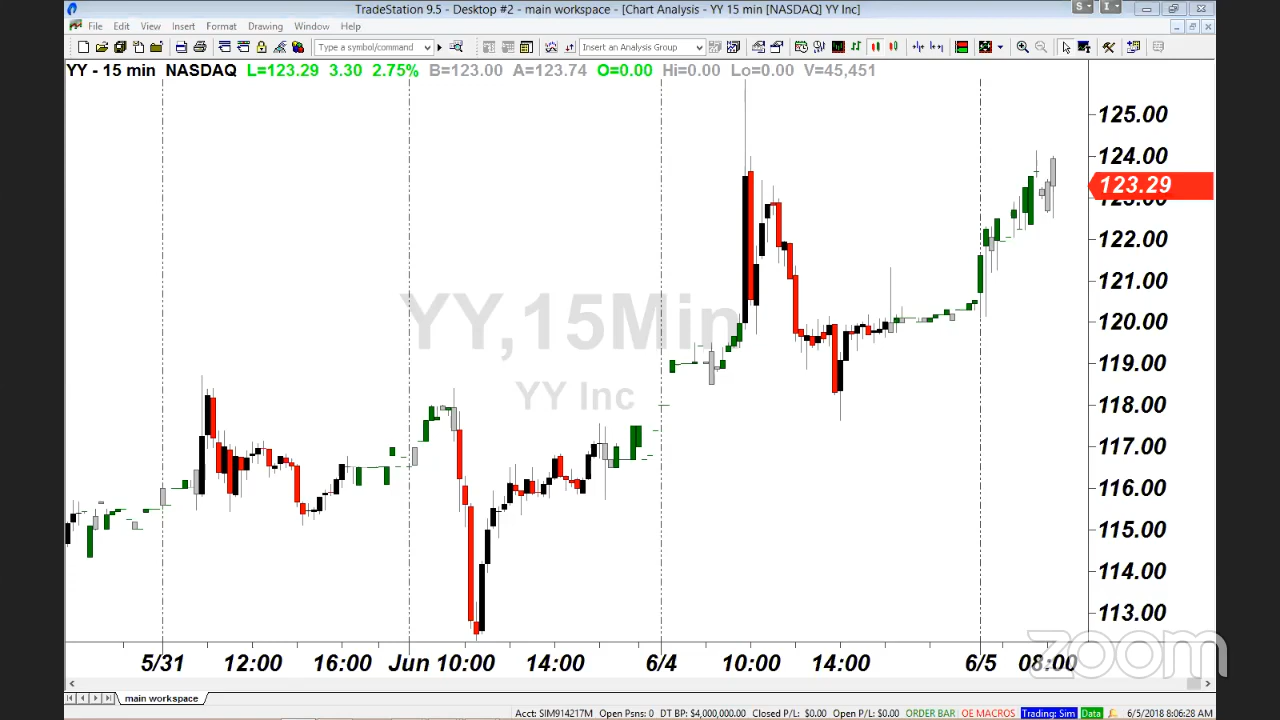 TradeStation 9.5 - Desktop #2 - main workspace - [Chart Analysis - YY 15 min [NASDAQ] YY Inc]
S I
File Edit View Insert Format Drawing Window Help
Type a symbol/command Insert an Analysis Group
YY - 15 min NASDAQ L=123.29 3.30 2.75% B=123.00 A=123.74 O=0.00 Hi=0.00 Lo=0.00 V=45,451
125.00
124.00
123.29
123.00
122.00
121.00
YY,15Min
120.00
119.00
YY Inc
118.00
117.00
116.00
115.00
114.00
113.00
5/31 12:00 16:00 Jun 10:00 14:00 6/4 10:00 14:00 6/5 08:00
zoom
main workspace
Acct: SIM914217M Open Psns: 0 DT BP: $4,000,000.00 Closed P/L: $0.00 Open P/L: $0.00 ORDER BAR OE MACROS Trading: Sim Data 6/5/2018 8:06:28 AM